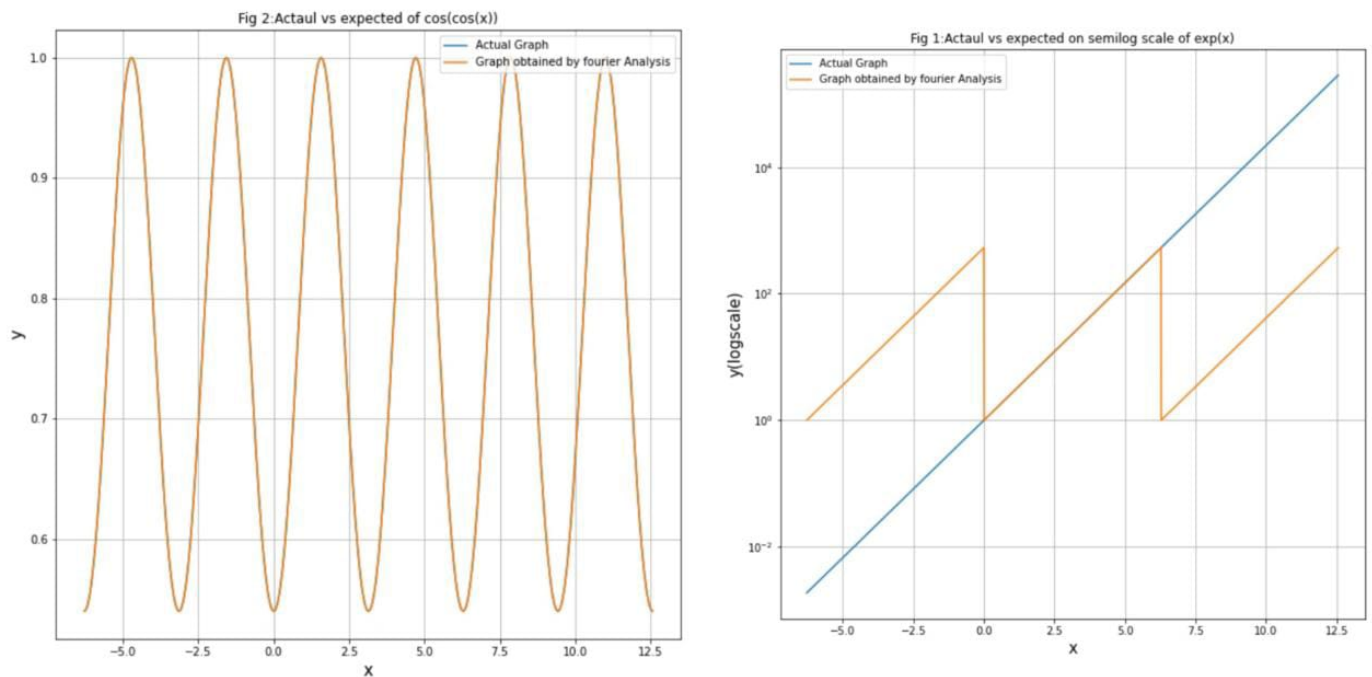 Fig 2:Actaul vs expected of cos(cos(x))
Actual Graph
Graph obtained by fourier Analysis
1.0
0.9
0.8
0.7
0.6
y
−5.0 −2.5 0.0 2.5 5.0 7.5 10.0 12.5
x
Fig 1:Actaul vs expected on semilog scale of exp(x)
Actual Graph
Graph obtained by fourier Analysis
10⁴
10²
10⁰
10⁻²
y(logscale)
−5.0 −2.5 0.0 2.5 5.0 7.5 10.0 12.5
x